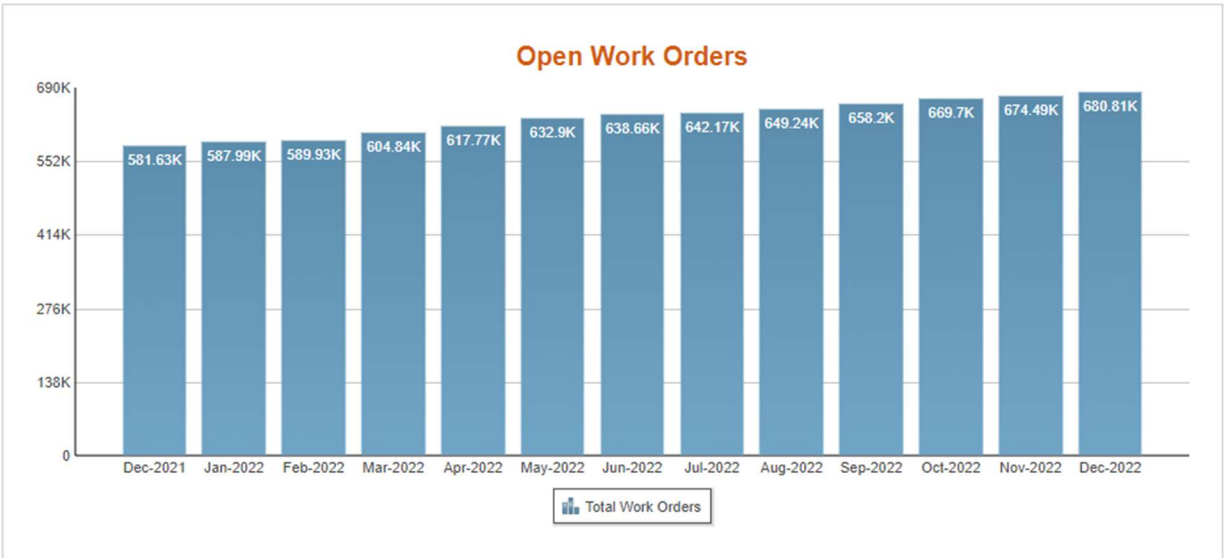 Open Work Orders
690K
552K
414K
276K
138K
0
581.63K 587.99K 589.93K 604.84K 617.77K 632.9K 638.66K 642.17K 649.24K 658.2K 669.7K 674.49K 680.81K
Dec-2021 Jan-2022 Feb-2022 Mar-2022 Apr-2022 May-2022 Jun-2022 Jul-2022 Aug-2022 Sep-2022 Oct-2022 Nov-2022 Dec-2022
Total Work Orders